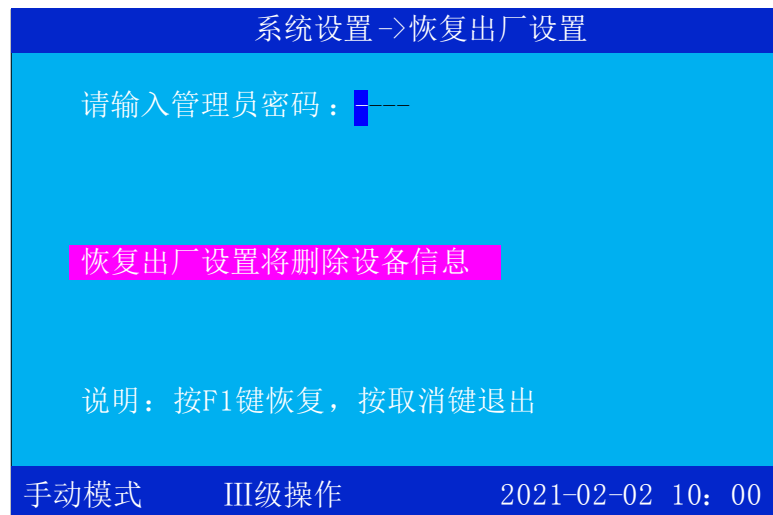 系统设置->恢复出厂设置
请输入管理员密码：----
恢复出厂设置将删除设备信息
说明：按F1键恢复，按取消键退出
手动模式 III级操作 2021-02-02 10：00